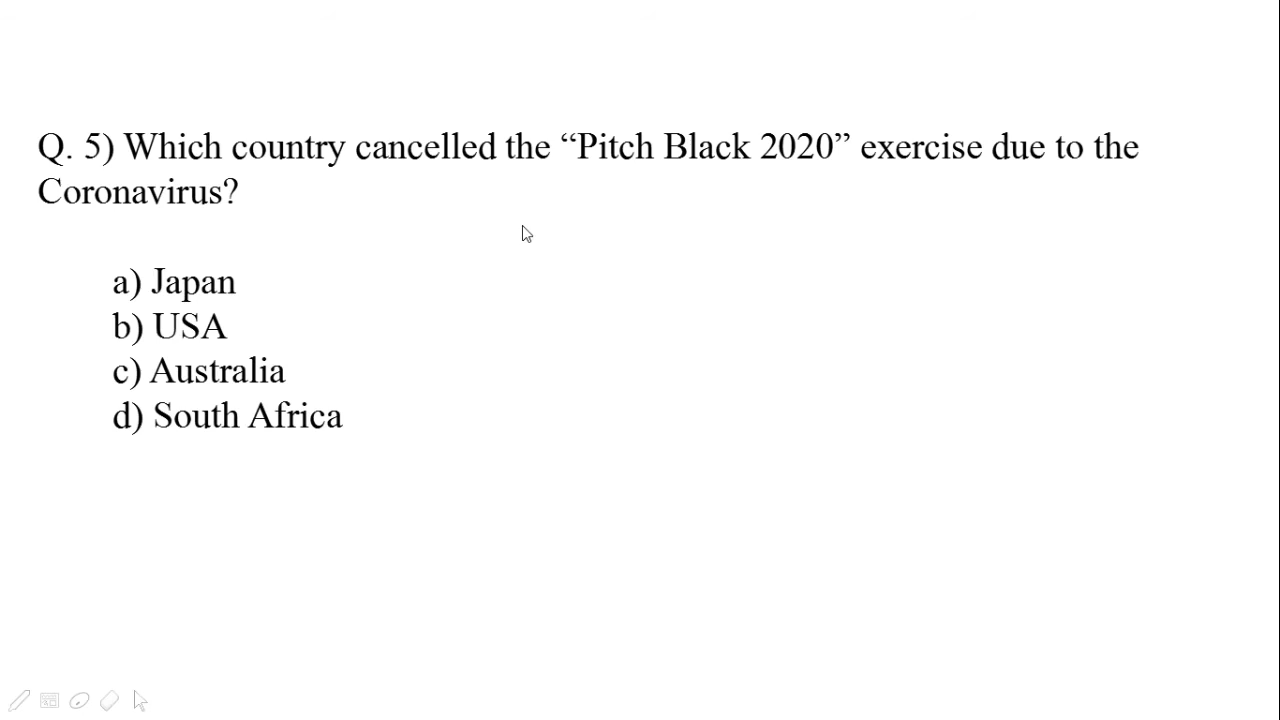 Q. 5) Which country cancelled the “Pitch Black 2020” exercise due to the
Coronavirus?
a) Japan
b) USA
c) Australia
d) South Africa